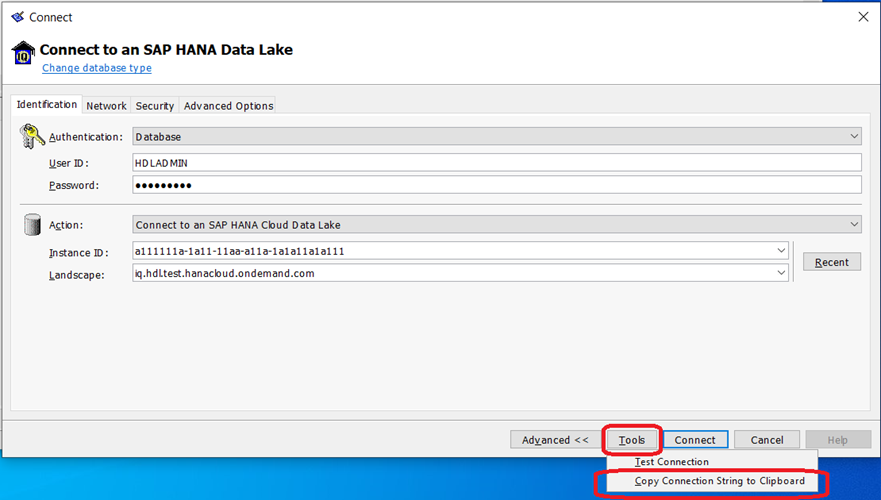 Connect
iQ
Connect to an SAP HANA Data Lake
Change database type
Identification Network Security Advanced Options
Authentication: Database
User ID: HDLADMIN
Password: ●●●●●●●●●
Action: Connect to an SAP HANA Cloud Data Lake
Instance ID: a111111a-1a11-11aa-a11a-1a1a11a1a111
Recent
Landscape: iq.hdl.test.hanacloud.ondemand.com
Advanced << Tools Connect Cancel Help
Test Connection
Copy Connection String to Clipboard